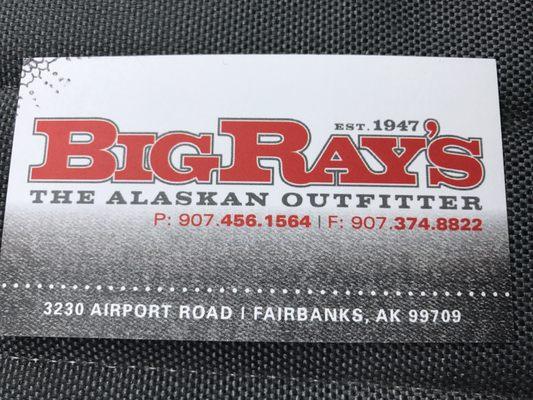 EST. 1947
BIG RAY'S
THE ALASKAN OUTFITTER
P: 907.456.1564 | F: 907.374.8822
3230 AIRPORT ROAD | FAIRBANKS, AK 99709